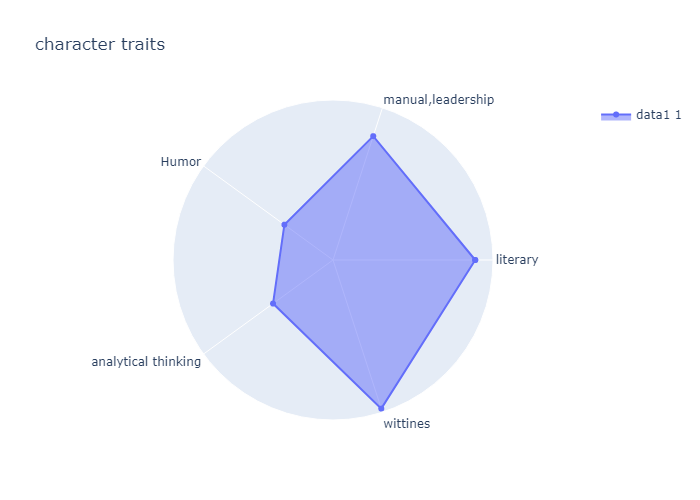 character traits
manual,leadership
data1 1
Humor
literary
analytical thinking
wittines